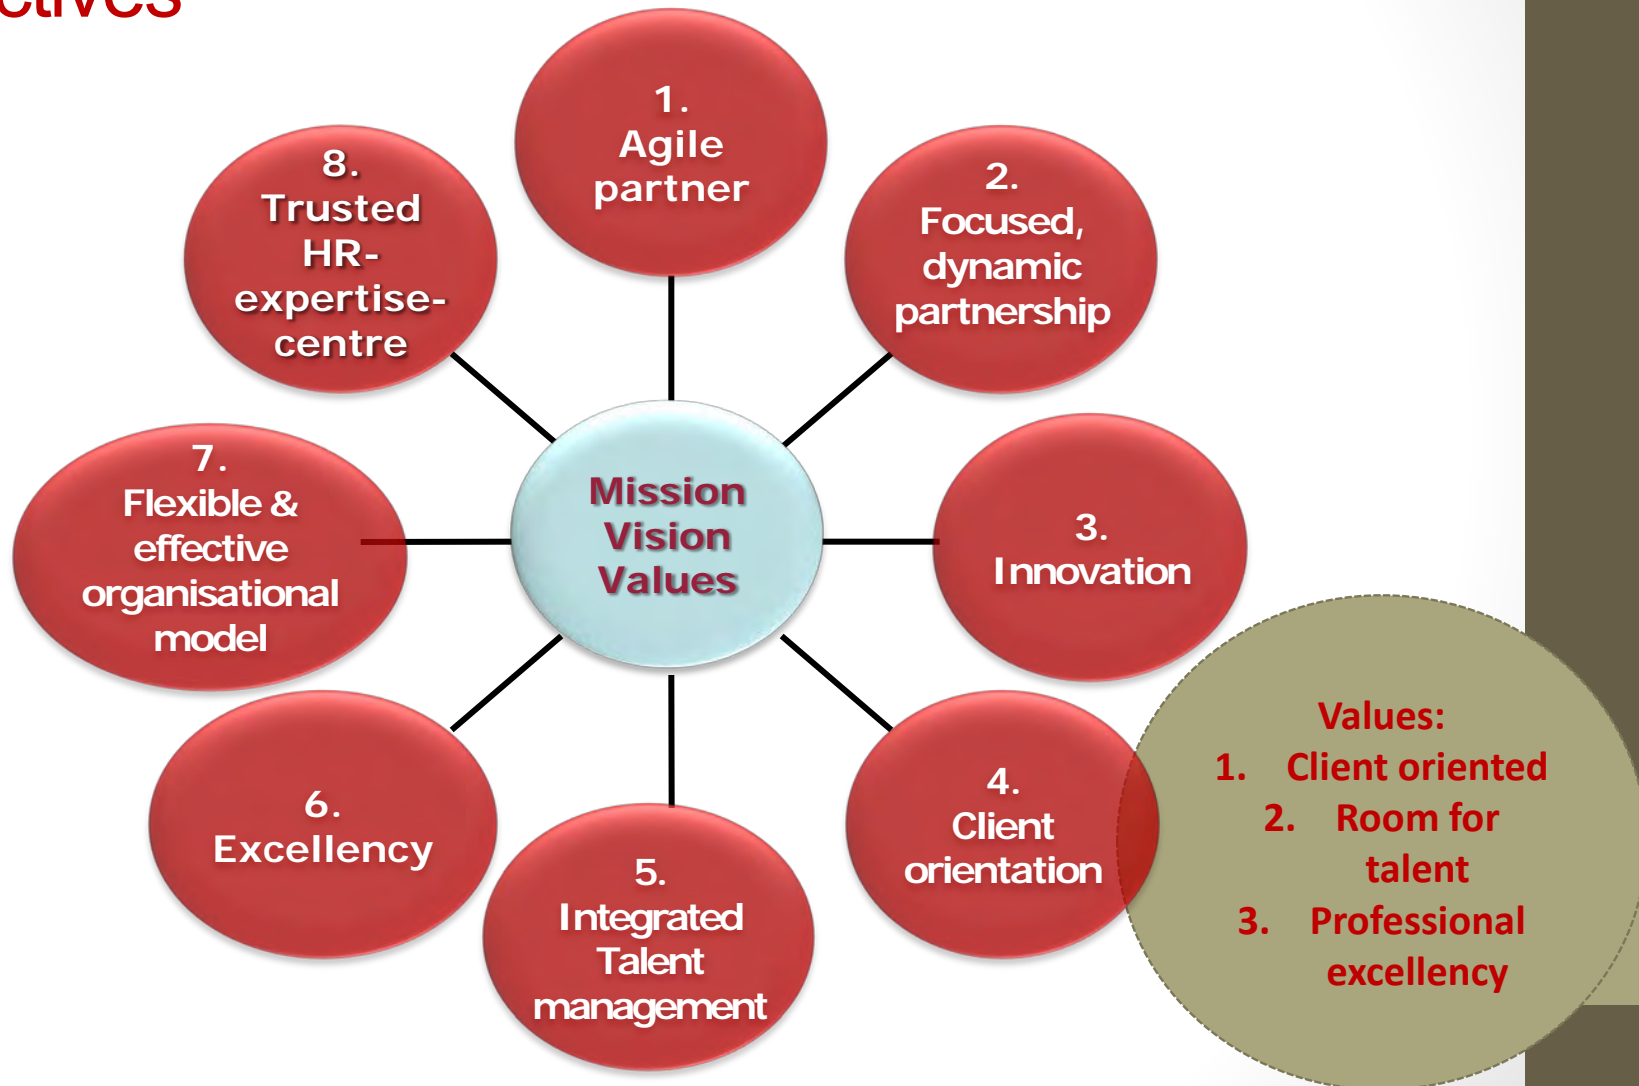 1.
Agile
partner
2.
Focused,
dynamic
partnership
3.
Innovation
4.
Client
orientation
5.
Integrated
Talent
management
6.
Excellency
7.
Flexible &
effective
organisational
model
8.
Trusted
HR-
expertise-
centre
Mission
Vision
Values
Values:
1. Client oriented
2. Room for
talent
3. Professional
excellency